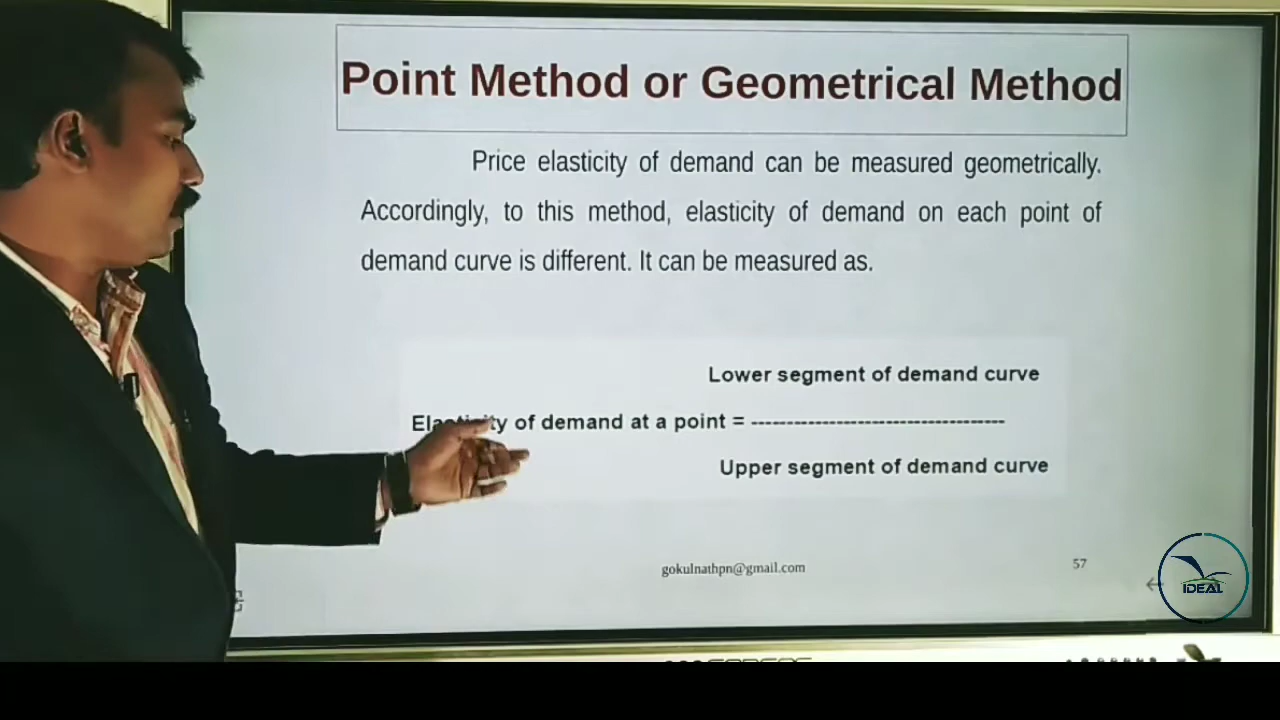 Point Method or Geometrical Method
Price elasticity of demand can be measured geometrically.
Accordingly, to this method, elasticity of demand on each point of
demand curve is different. It can be measured as.
Lower segment of demand curve
Elasticity of demand at a point = -----------------------------------
Upper segment of demand curve
gokulnathpn@gmail.com
57
IDEAL